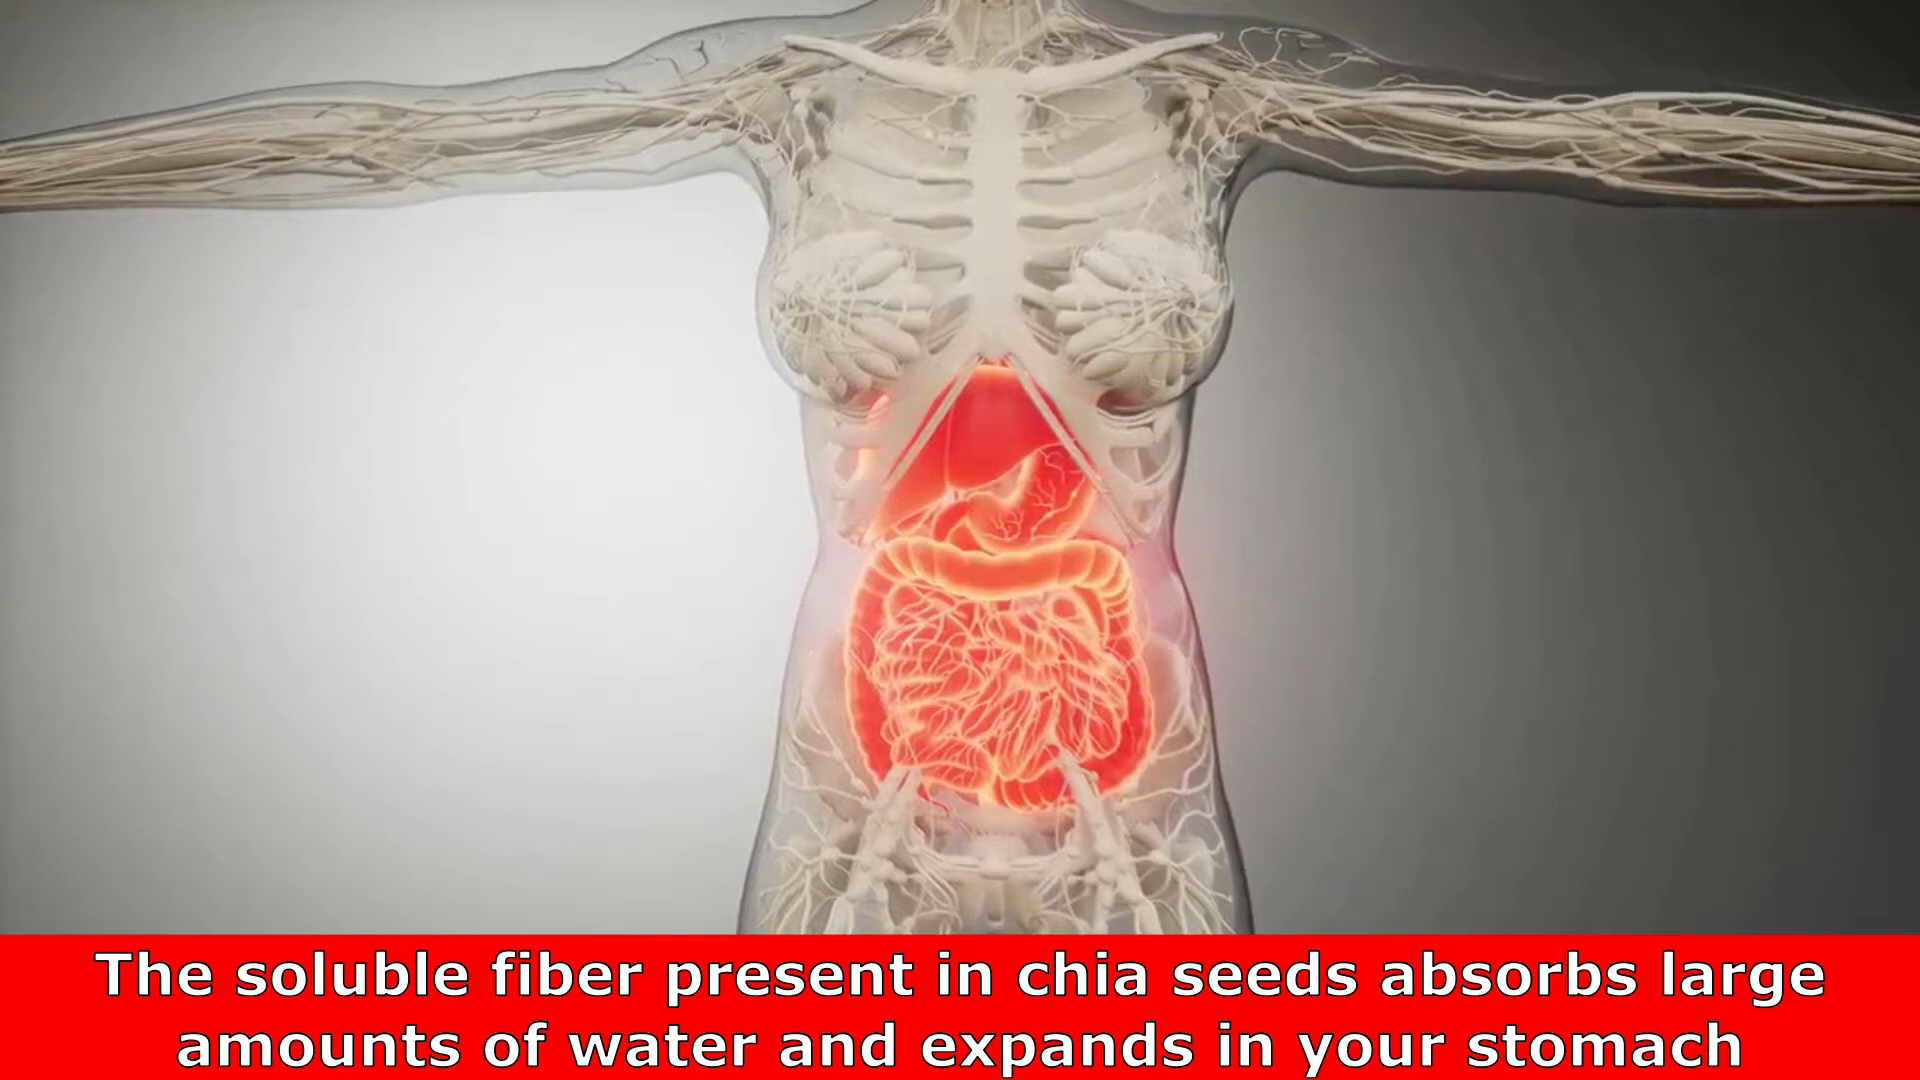 The soluble fiber present in chia seeds absorbs large
amounts of water and expands in your stomach